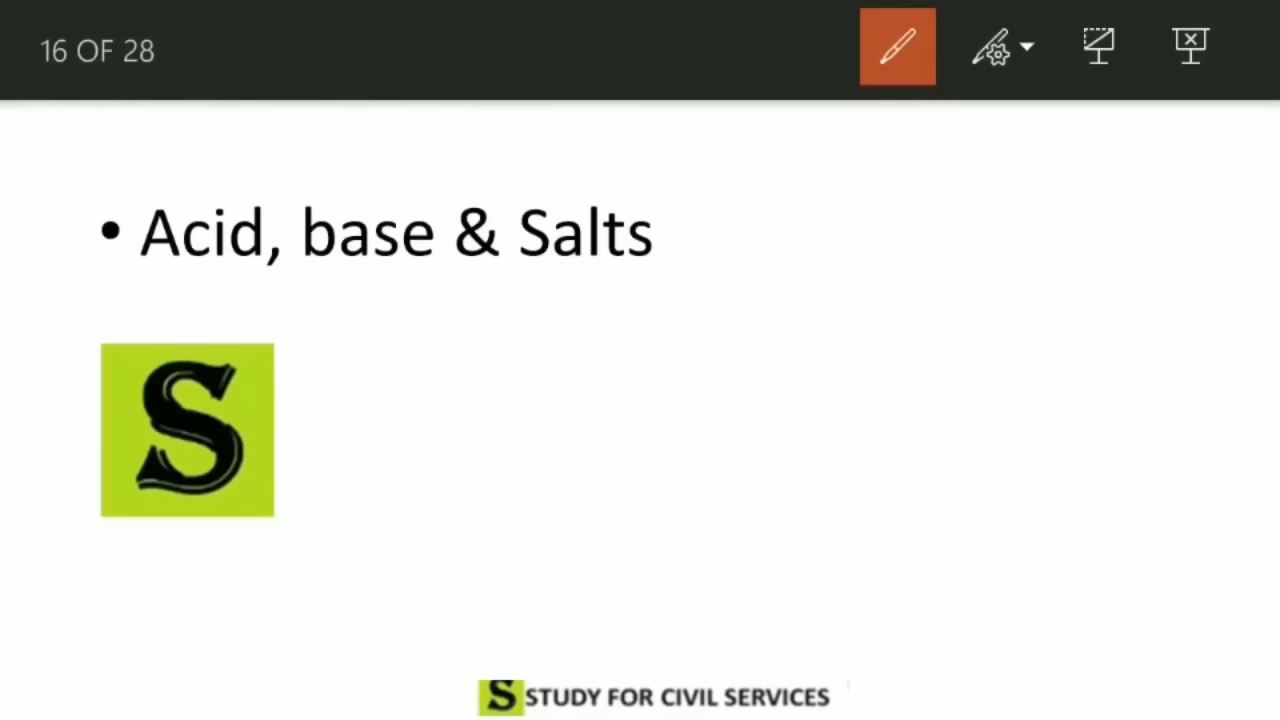 16 OF 28
• Acid, base & Salts
S
S STUDY FOR CIVIL SERVICES